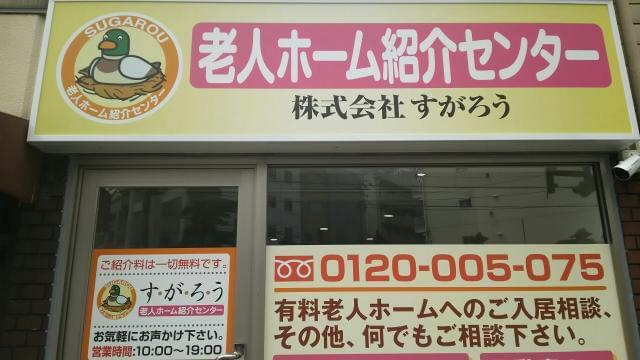 SUGAROU
老人ホーム紹介センター
老人ホーム紹介センター
株式会社 すがろう
ご紹介料は一切無料です。
す・が・ろ・う
老人ホーム紹介センター
お気軽にお声かけ下さい。
営業時間:10:00〜19:00
0120-005-075
有料老人ホームへのご入居相談、
その他、何でもご相談下さい。